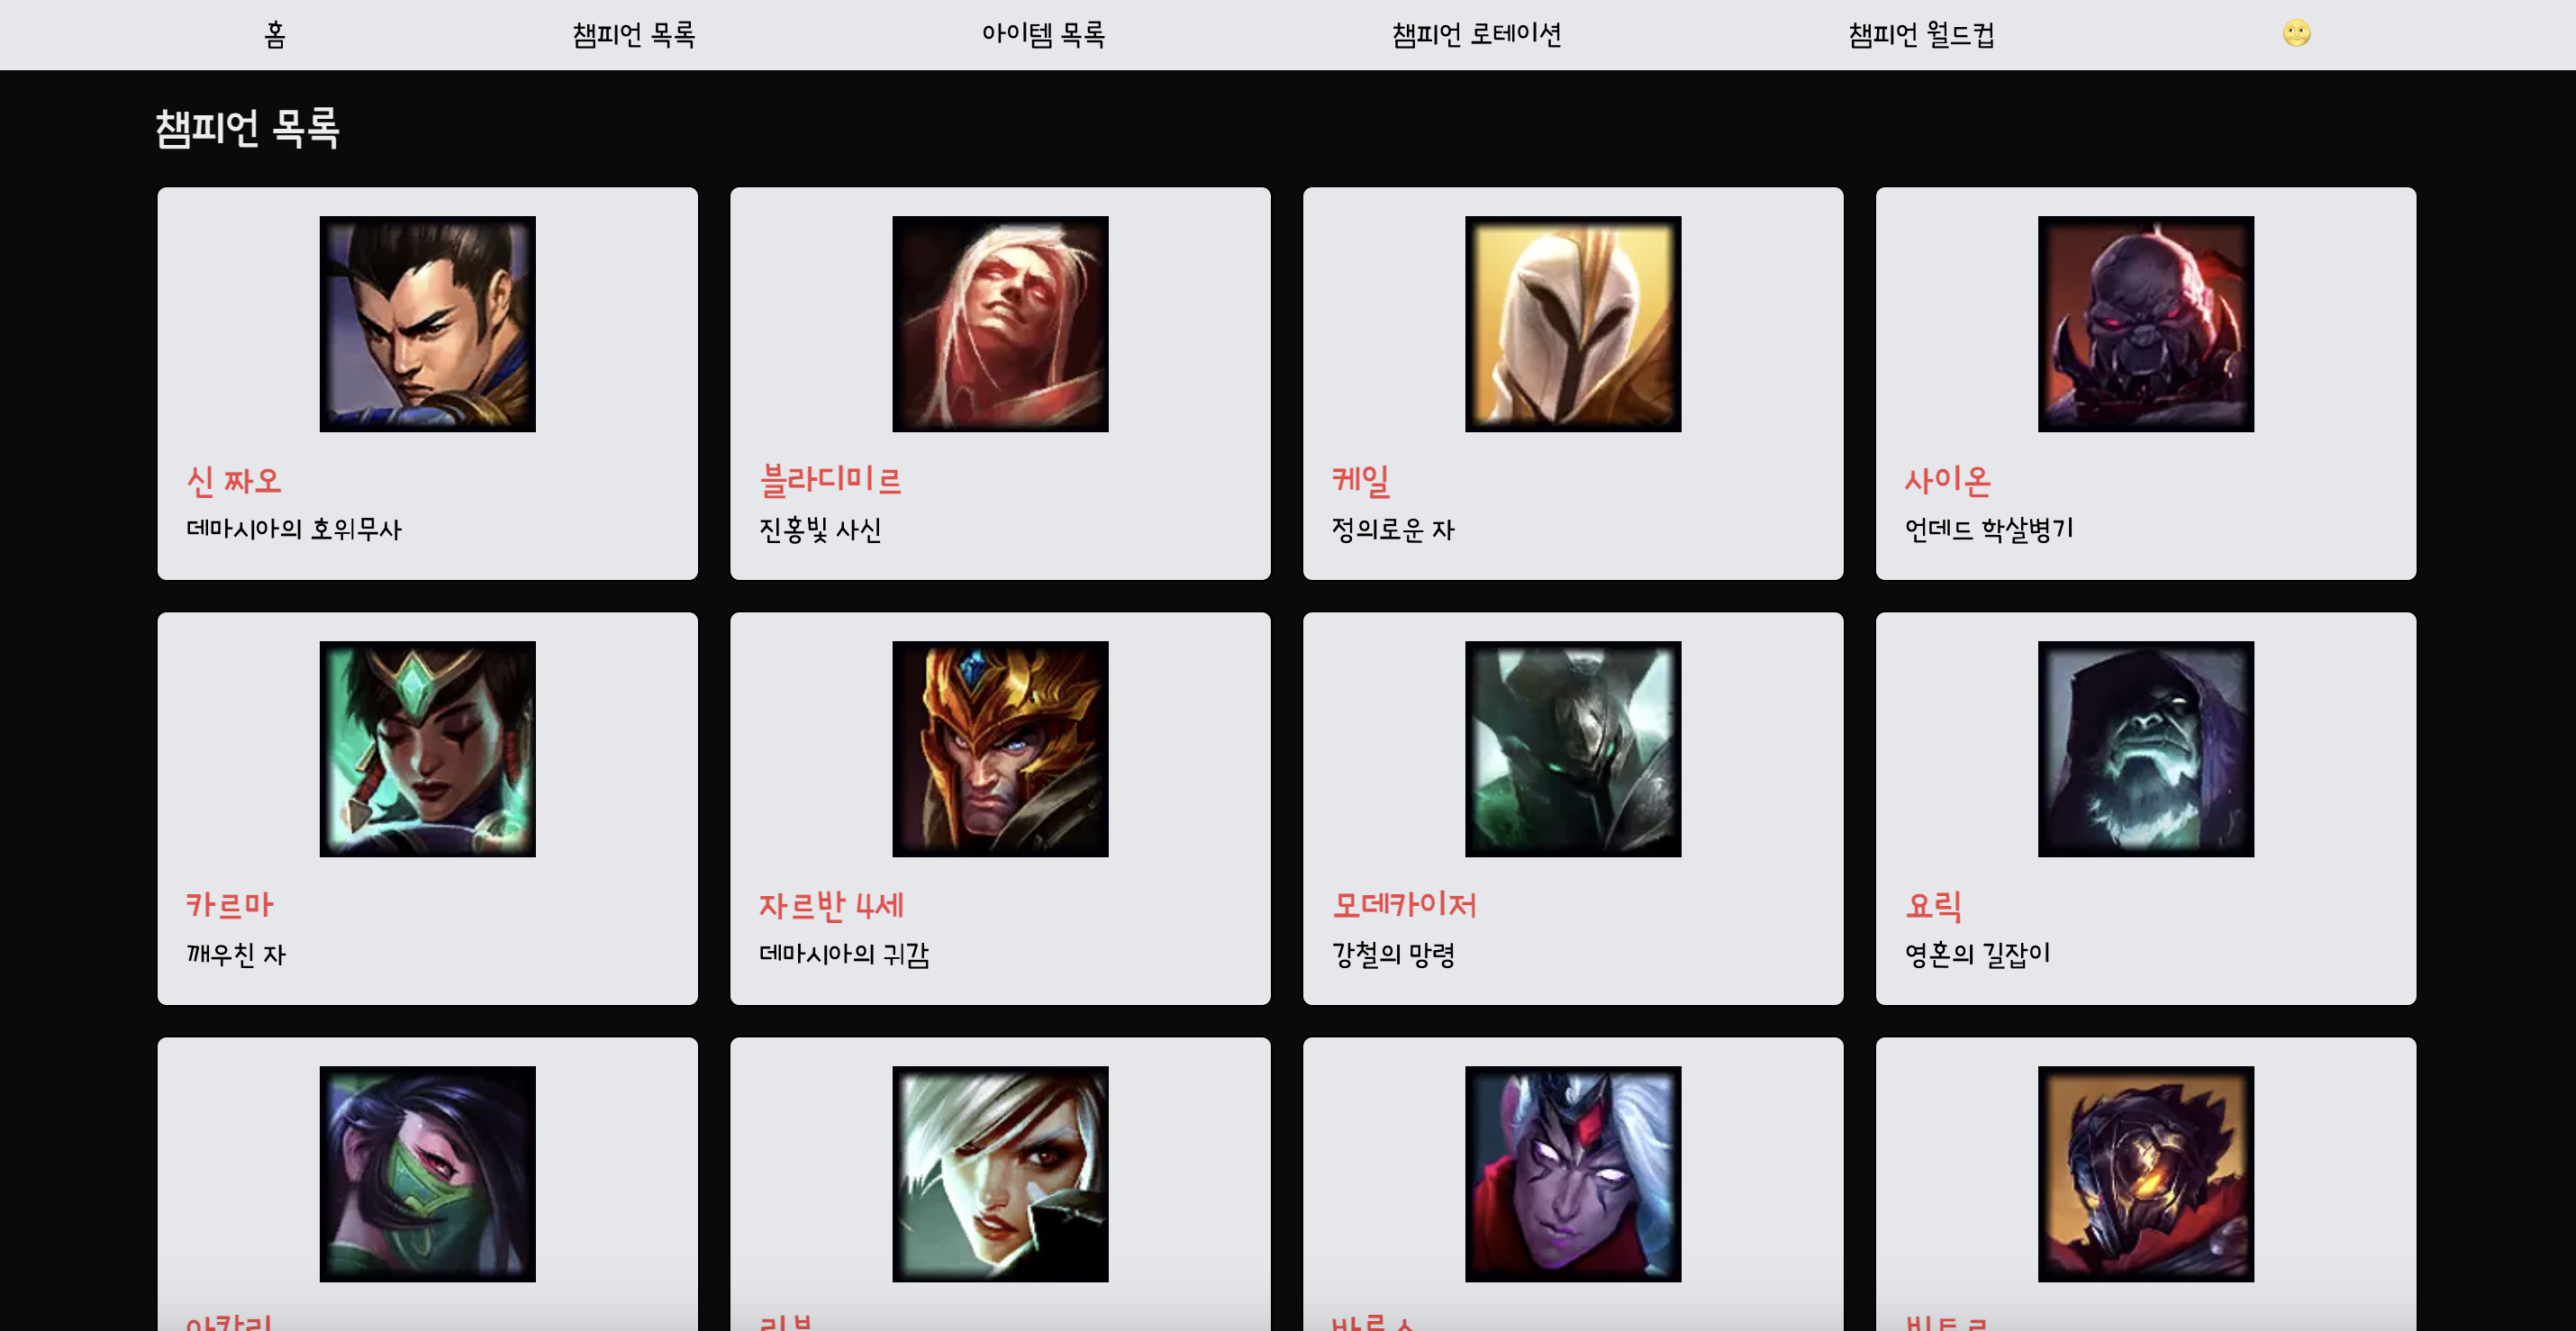 홈 챔피언 목록 아이템 목록 챔피언 로테이션 챔피언 월드컵
챔피언 목록
신 짜오
데마시아의 호위무사
블라디미르
진홍빛 사신
케일
정의로운 자
사이온
언데드 학살병기
카르마
깨우친 자
자르반 4세
데마시아의 귀감
모데카이저
강철의 망령
요릭
영혼의 길잡이
아칼리